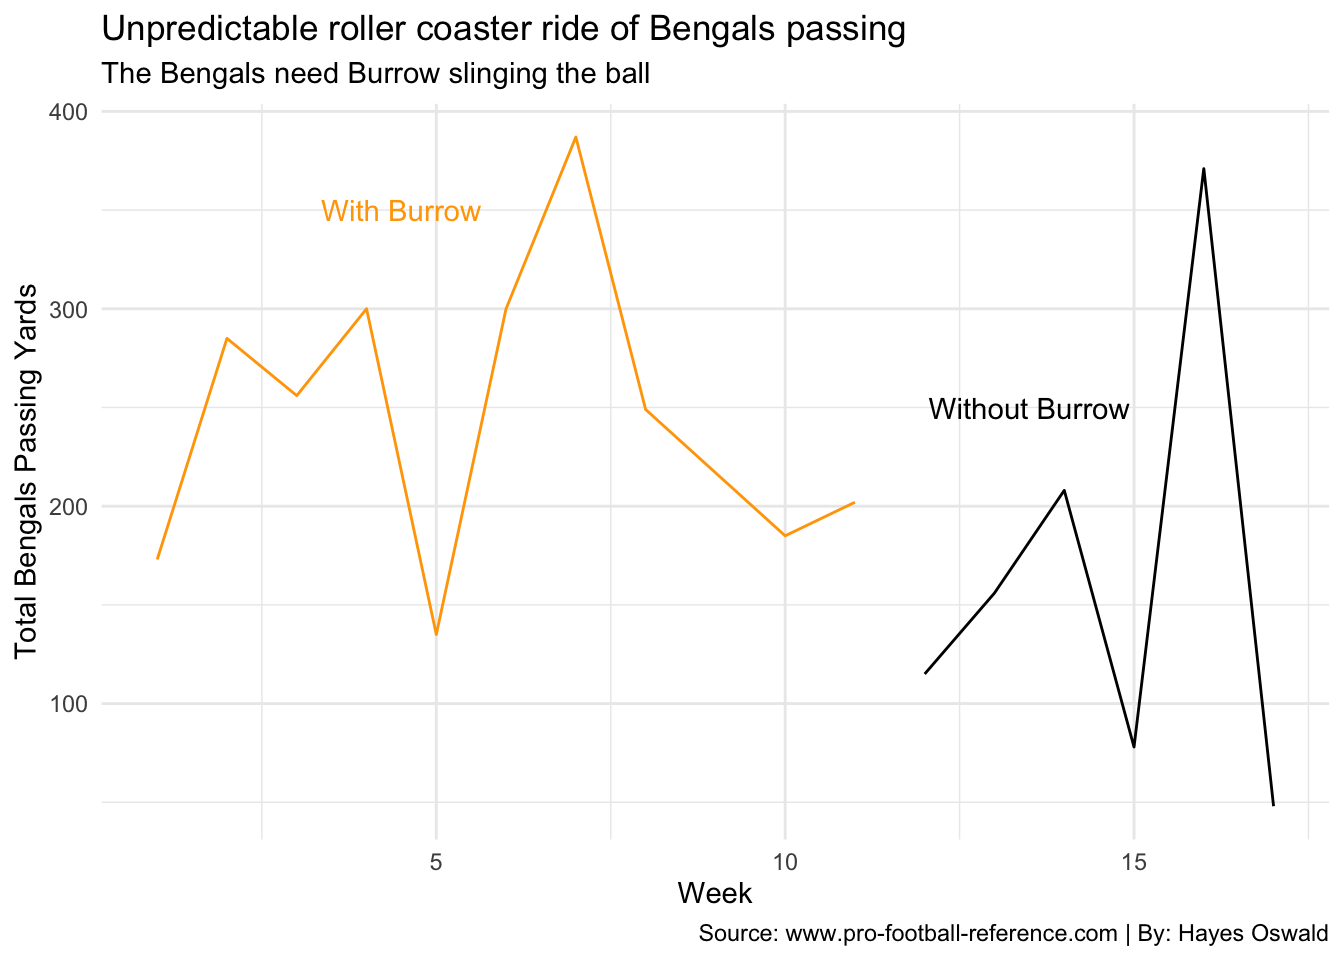 Unpredictable roller coaster ride of Bengals passing
The Bengals need Burrow slinging the ball
Total Bengals Passing Yards
400
300
200
100
With Burrow
Without Burrow
5
10
15
Week
Source: www.pro-football-reference.com | By: Hayes Oswald